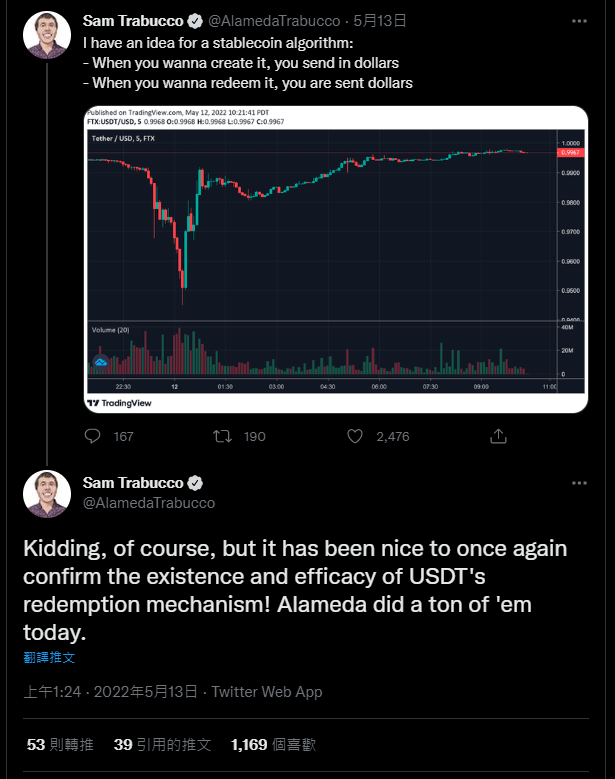 Sam Trabucco @AlamedaTrabucco · 5月13日
I have an idea for a stablecoin algorithm:
- When you wanna create it, you send in dollars
- When you wanna redeem it, you are sent dollars
Published on TradingView.com, May 12, 2022 10:21:41 PDT
FTX:USDT/USD, 5 0.9968 O:0.9968 H:0.9968 L:0.9967 C:0.9967
Tether / USD, 5, FTX
1.0000
0.9967
0.9900
0.9800
0.9700
0.9600
0.9500
0.9400
Volume (20)
40M
20M
0
22:30 12 01:30 03:00 04:30 06:00 07:30 09:00 11:00
TradingView
167 190 2,476
Sam Trabucco
@AlamedaTrabucco
Kidding, of course, but it has been nice to once again
confirm the existence and efficacy of USDT's
redemption mechanism! Alameda did a ton of 'em
today.
翻譯推文
上午1:24 · 2022年5月13日 · Twitter Web App
53 則轉推 39 引用的推文 1,169 個喜歡